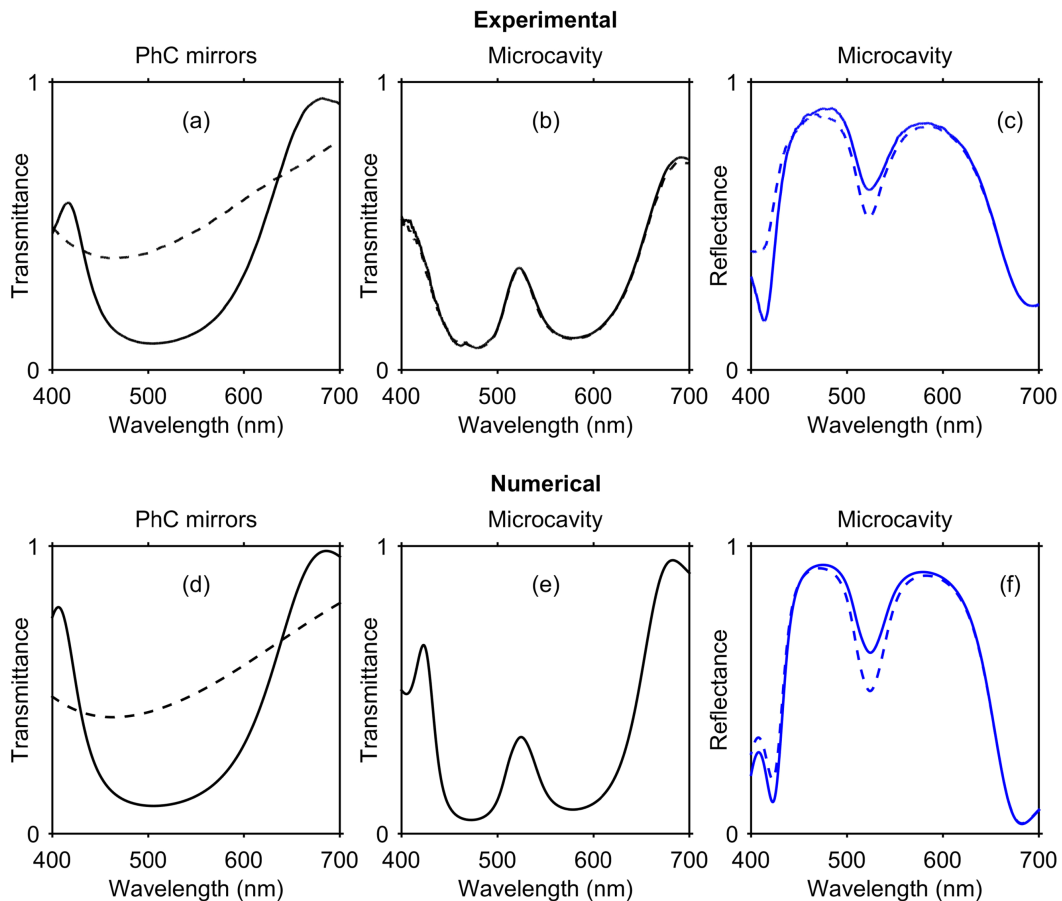 Experimental
PhC mirrors
Microcavity
Microcavity
1
(a)
Transmittance
0
400 500 600 700
Wavelength (nm)
1
(b)
Transmittance
0
400 500 600 700
Wavelength (nm)
1
(c)
Reflectance
0
400 500 600 700
Wavelength (nm)
Numerical
PhC mirrors
Microcavity
Microcavity
1
(d)
Transmittance
0
400 500 600 700
Wavelength (nm)
1
(e)
Transmittance
0
400 500 600 700
Wavelength (nm)
1
(f)
Reflectance
0
400 500 600 700
Wavelength (nm)